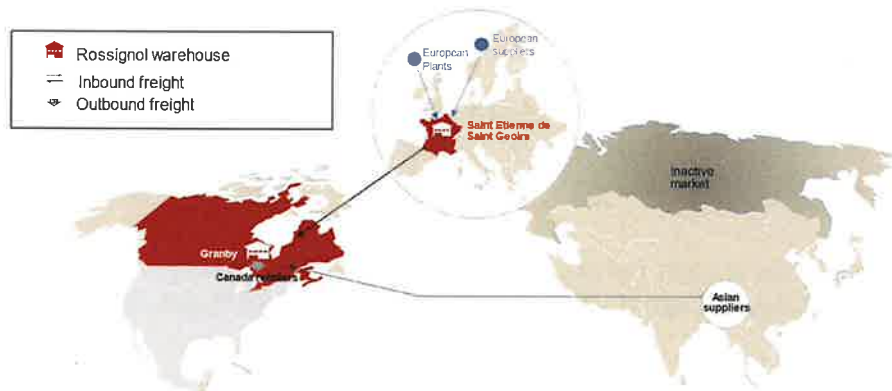 Rossignol warehouse
Inbound freight
Outbound freight
European
Plants
European
suppliers
Saint Etienne de
Saint Geoirs
Inactive
market
Granby
Canada retailers
Asian
suppliers